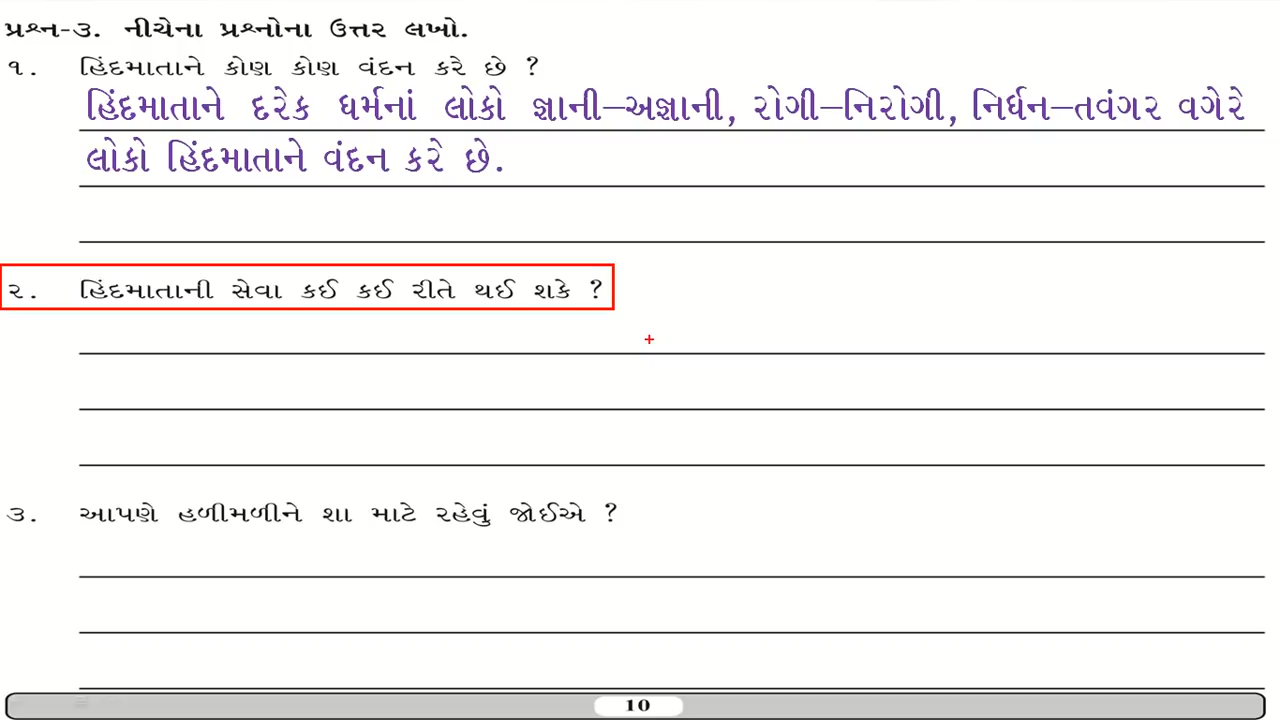 પ્રશ્ન-૩. નીચેના પ્રશ્નોના ઉત્તર લખો.
૧. હિંદમાતાને કોણ કોણ વંદન કરે છે ?
હિંદમાતાને દરેક ધર્મનાં લોકો જ્ઞાની–અજ્ઞાની, રોગી–નિરોગી, નિર્ધન–તવંગર વગેરે
લોકો હિંદમાતાને વંદન કરે છે.
૨. હિંદમાતાની સેવા કઈ કઈ રીતે થઈ શકે ?
૩. આપણે હળીમળીને શા માટે રહેવું જોઈએ ?
10